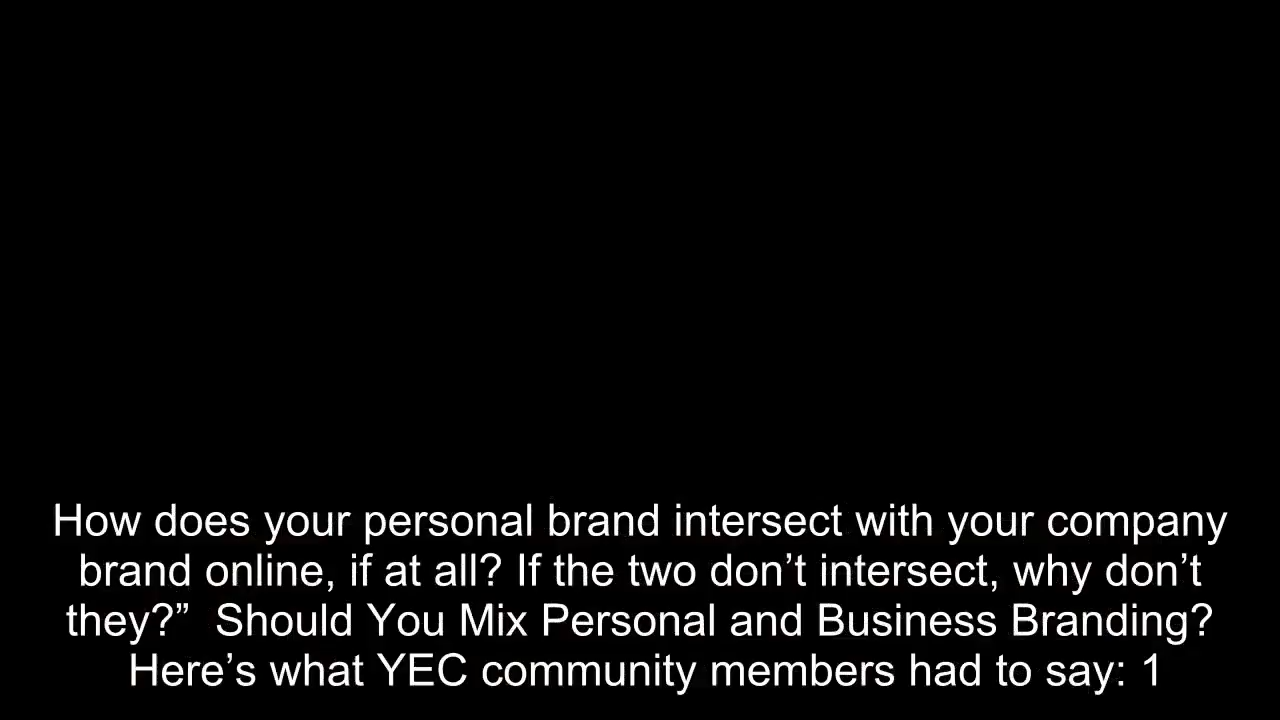 How does your personal brand intersect with your company
brand online, if at all? If the two don’t intersect, why don’t
they?”  Should You Mix Personal and Business Branding?
Here’s what YEC community members had to say: 1